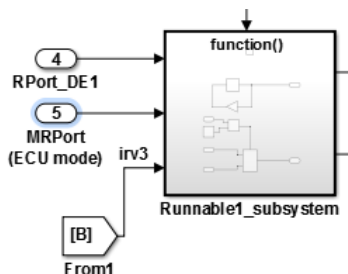 function()
4
RPort_DE1
5
MRPort
(ECU mode)
irv3
[B]
From1
Runnable1_subsystem